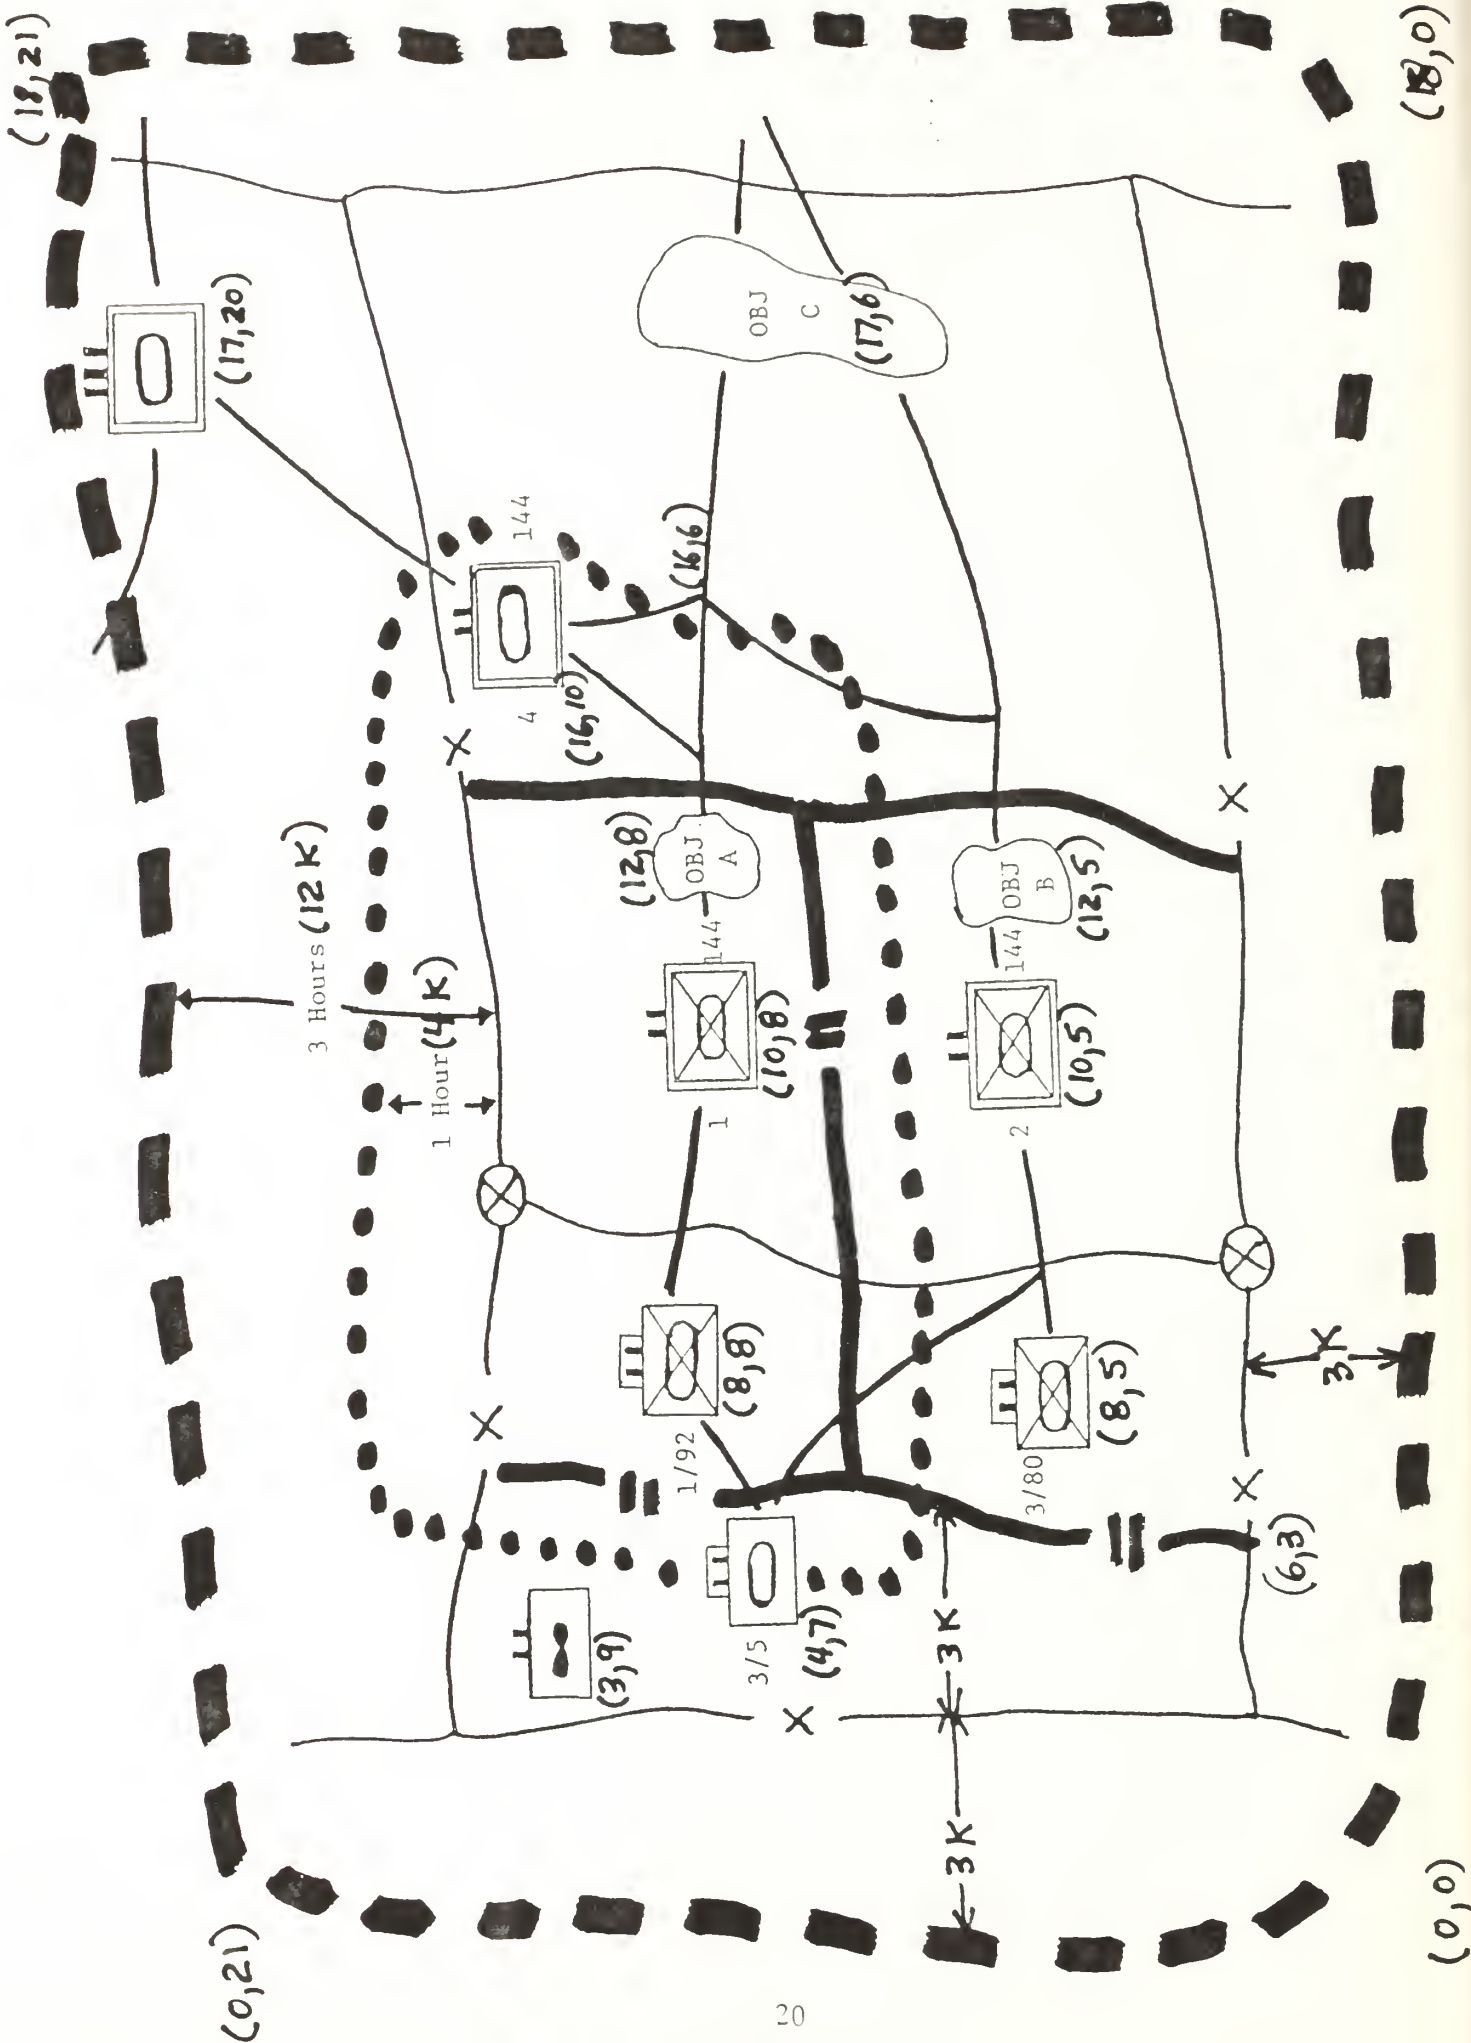 (18,21)
(18,0)
(17,20)
OBJ
C
(17,6)
144
(16,6)
4
(16,10)
X
X
3 Hours (12 K)
1 Hour (4 K)
(12,8)
OBJ
A
OBJ
B
(12,5)
144
144
(10,8)
(10,5)
1
2
(8,8)
(8,5)
1/92
3/80
X
X
3K
(6,3)
3/5
(4,7)
(3,9)
3K
X
3K
(0,21)
(0,0)
20